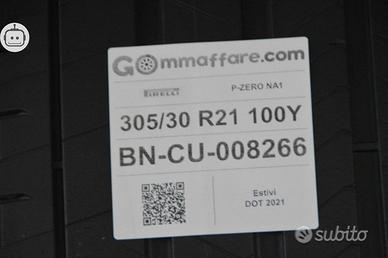 GOmmaffare.com
PIRELLI
P-ZERO NA1
305/30 R21 100Y
BN-CU-008266
Estivi
DOT 2021
subito